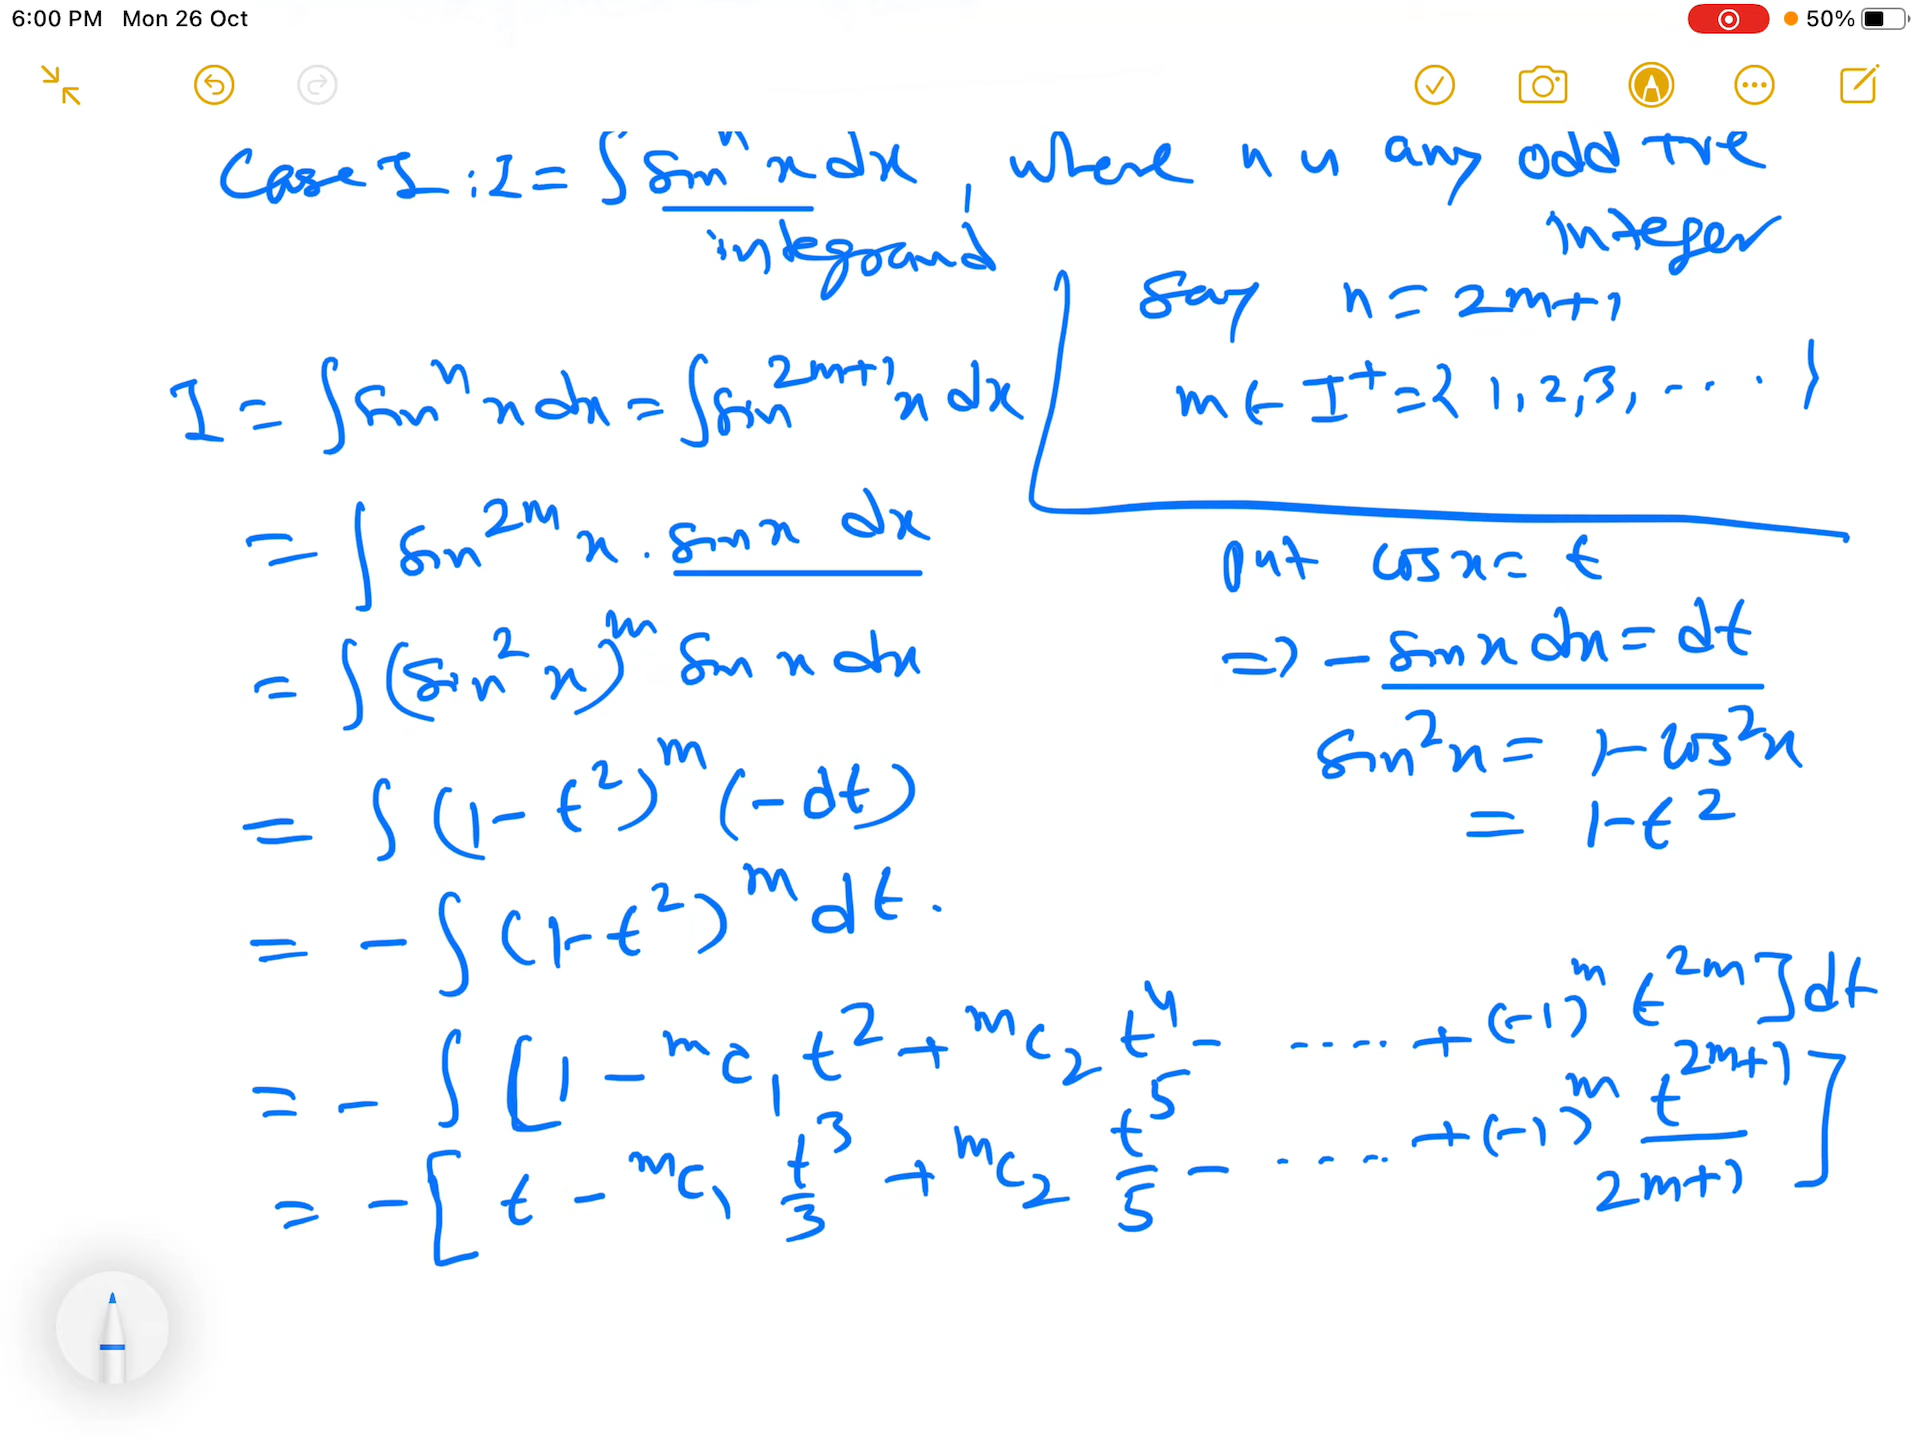 6:00 PM Mon 26 Oct
50%
Case I : I = ∫ sinⁿ x dx, where n is any odd +ve
integrand
integer
say n = 2m+1
m ∈ I⁺ = { 1, 2, 3, .... }
I = ∫ sinⁿ x dx = ∫ sin²ᵐ⁺¹ x dx
= ∫ sin²ᵐ x . sin x dx
put cos x = t
= ∫ (sin² x)ᵐ sin x dx
=> - sin x dx = dt
sin² x = 1 - cos² x
= ∫ (1 - t²)ᵐ (-dt)
= 1 - t²
= - ∫ (1 - t²)ᵐ dt.
= - ∫ [1 - ᵐC₁ t² + ᵐC₂ t⁴ - ..... + (-1)ᵐ t²ᵐ] dt
= - [t - ᵐC₁ t³/3 + ᵐC₂ t⁵/5 - ..... + (-1)ᵐ t²ᵐ⁺¹/2m+1]